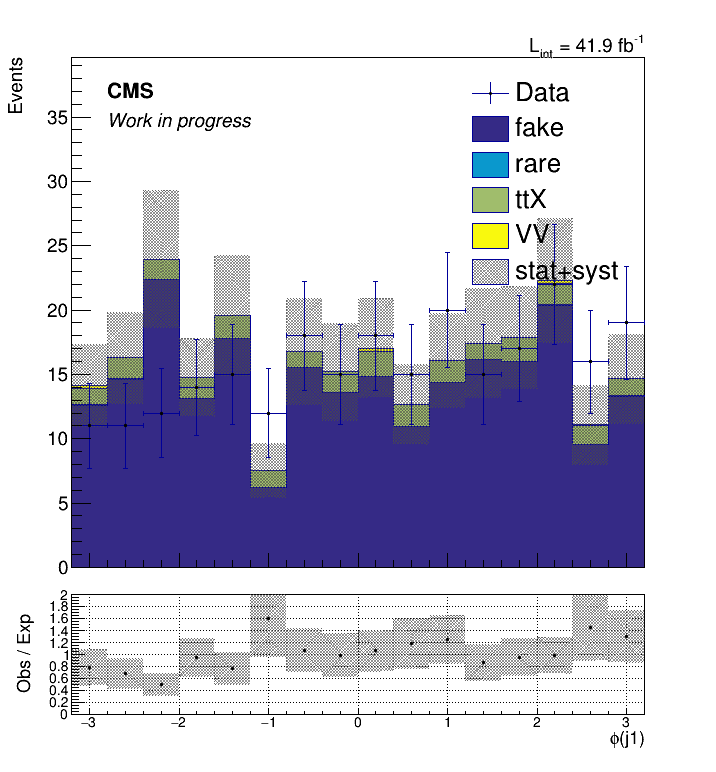 L_int = 41.9 fb^-1
Events
CMS
Work in progress
Data
fake
rare
ttX
VV
stat+syst
35
30
25
20
15
10
5
0
Obs / Exp
2
1.8
1.6
1.4
1.2
1
0.8
0.6
0.4
0.2
0
−3 −2 −1 0 1 2 3
ϕ(j1)